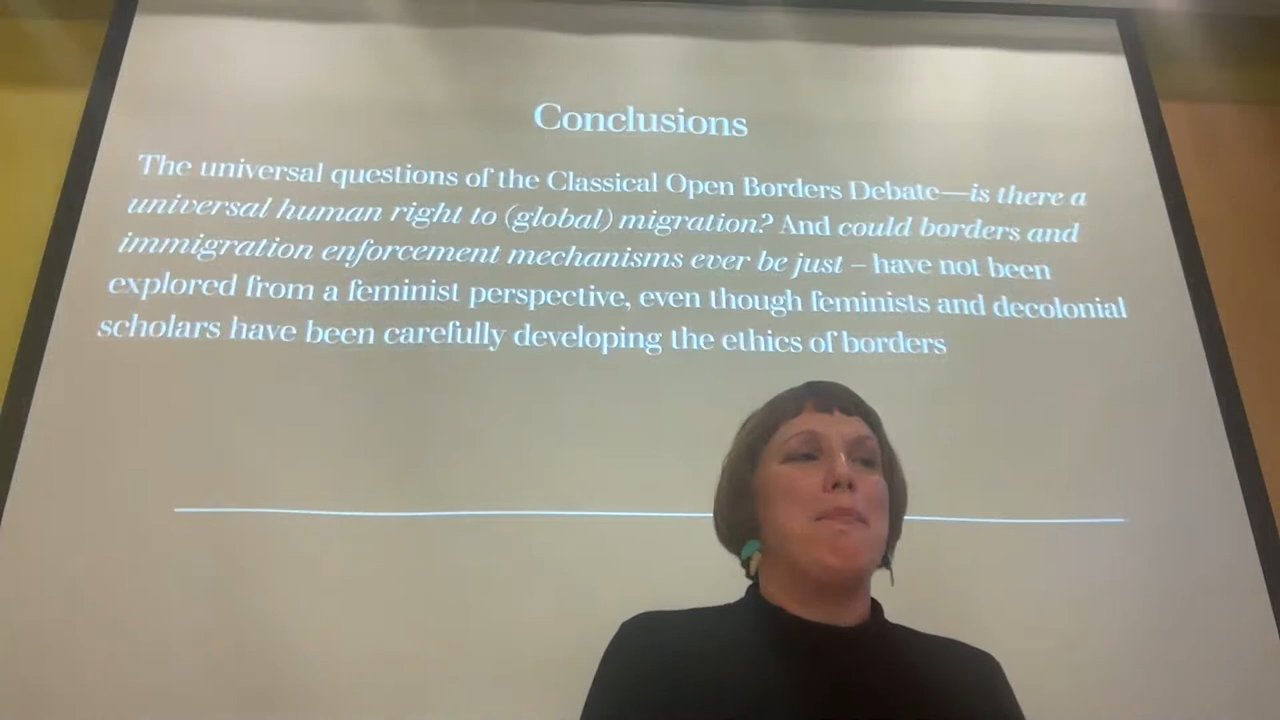 Conclusions
The universal questions of the Classical Open Borders Debate—is there a
universal human right to (global) migration? And could borders and
immigration enforcement mechanisms ever be just – have not been
explored from a feminist perspective, even though feminists and decolonial
scholars have been carefully developing the ethics of borders